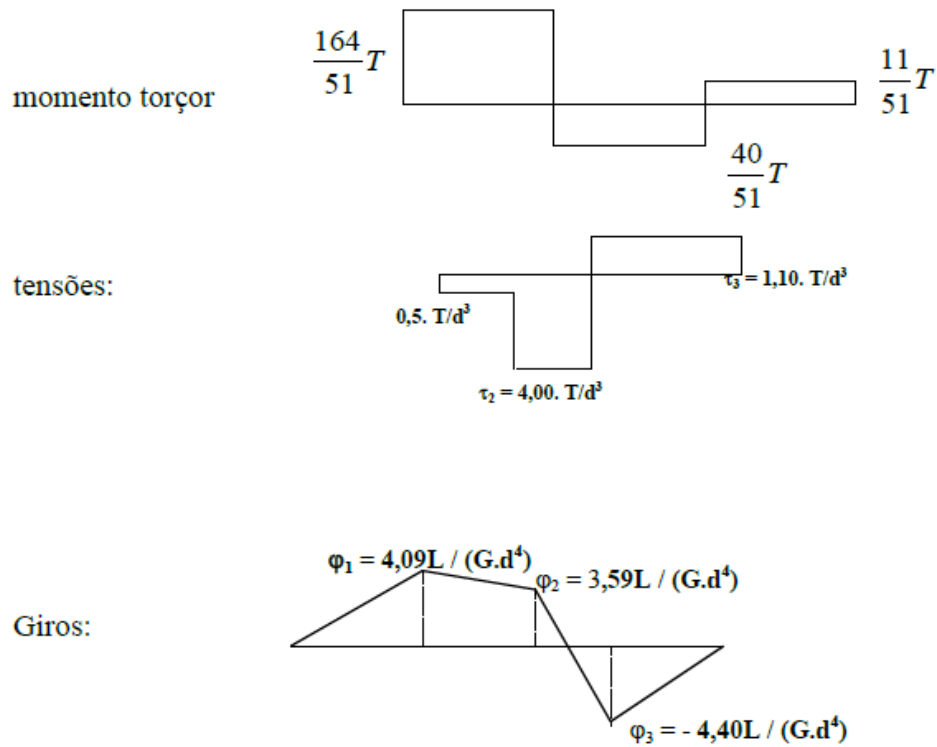 momento torçor
164/51 T
11/51 T
40/51 T
tensões:
0,5. T/d³
τ₂ = 4,00. T/d³
τ₃ = 1,10. T/d³
Giros:
φ₁ = 4,09L / (G.d⁴)
φ₂ = 3,59L / (G.d⁴)
φ₃ = - 4,40L / (G.d⁴)